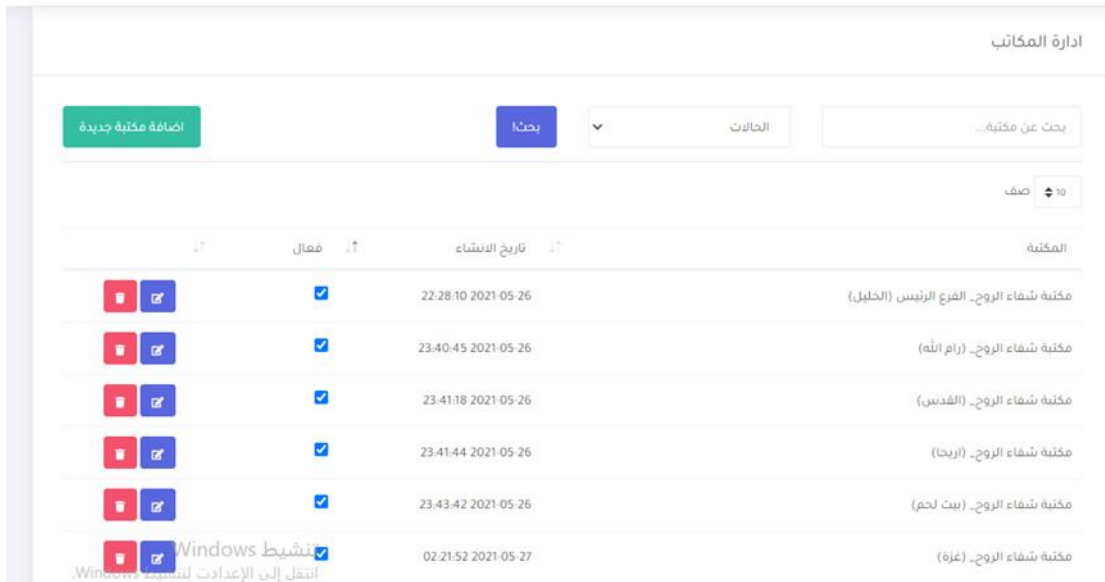 ادارة المكاتب
بحث عن مكتبة... الحالات بحث! اضافة مكتبة جديدة
10 صف
المكتبة تاريخ الانشاء فعال
مكتبة شفاء الروح_ الفرع الرئيس (الخليل) 22:28:10 2021-05-26
مكتبة شفاء الروح_ (رام الله) 23:40:45 2021-05-26
مكتبة شفاء الروح_ (القدس) 23:41:18 2021-05-26
مكتبة شفاء الروح_ (اريحا) 23:41:44 2021-05-26
مكتبة شفاء الروح_ (بيت لحم) 23:43:42 2021-05-26
مكتبة شفاء الروح_ (غزة) 02:21:52 2021-05-27
تنشيط Windows
انتقل إلى الإعدادات لتنشيط Windows.